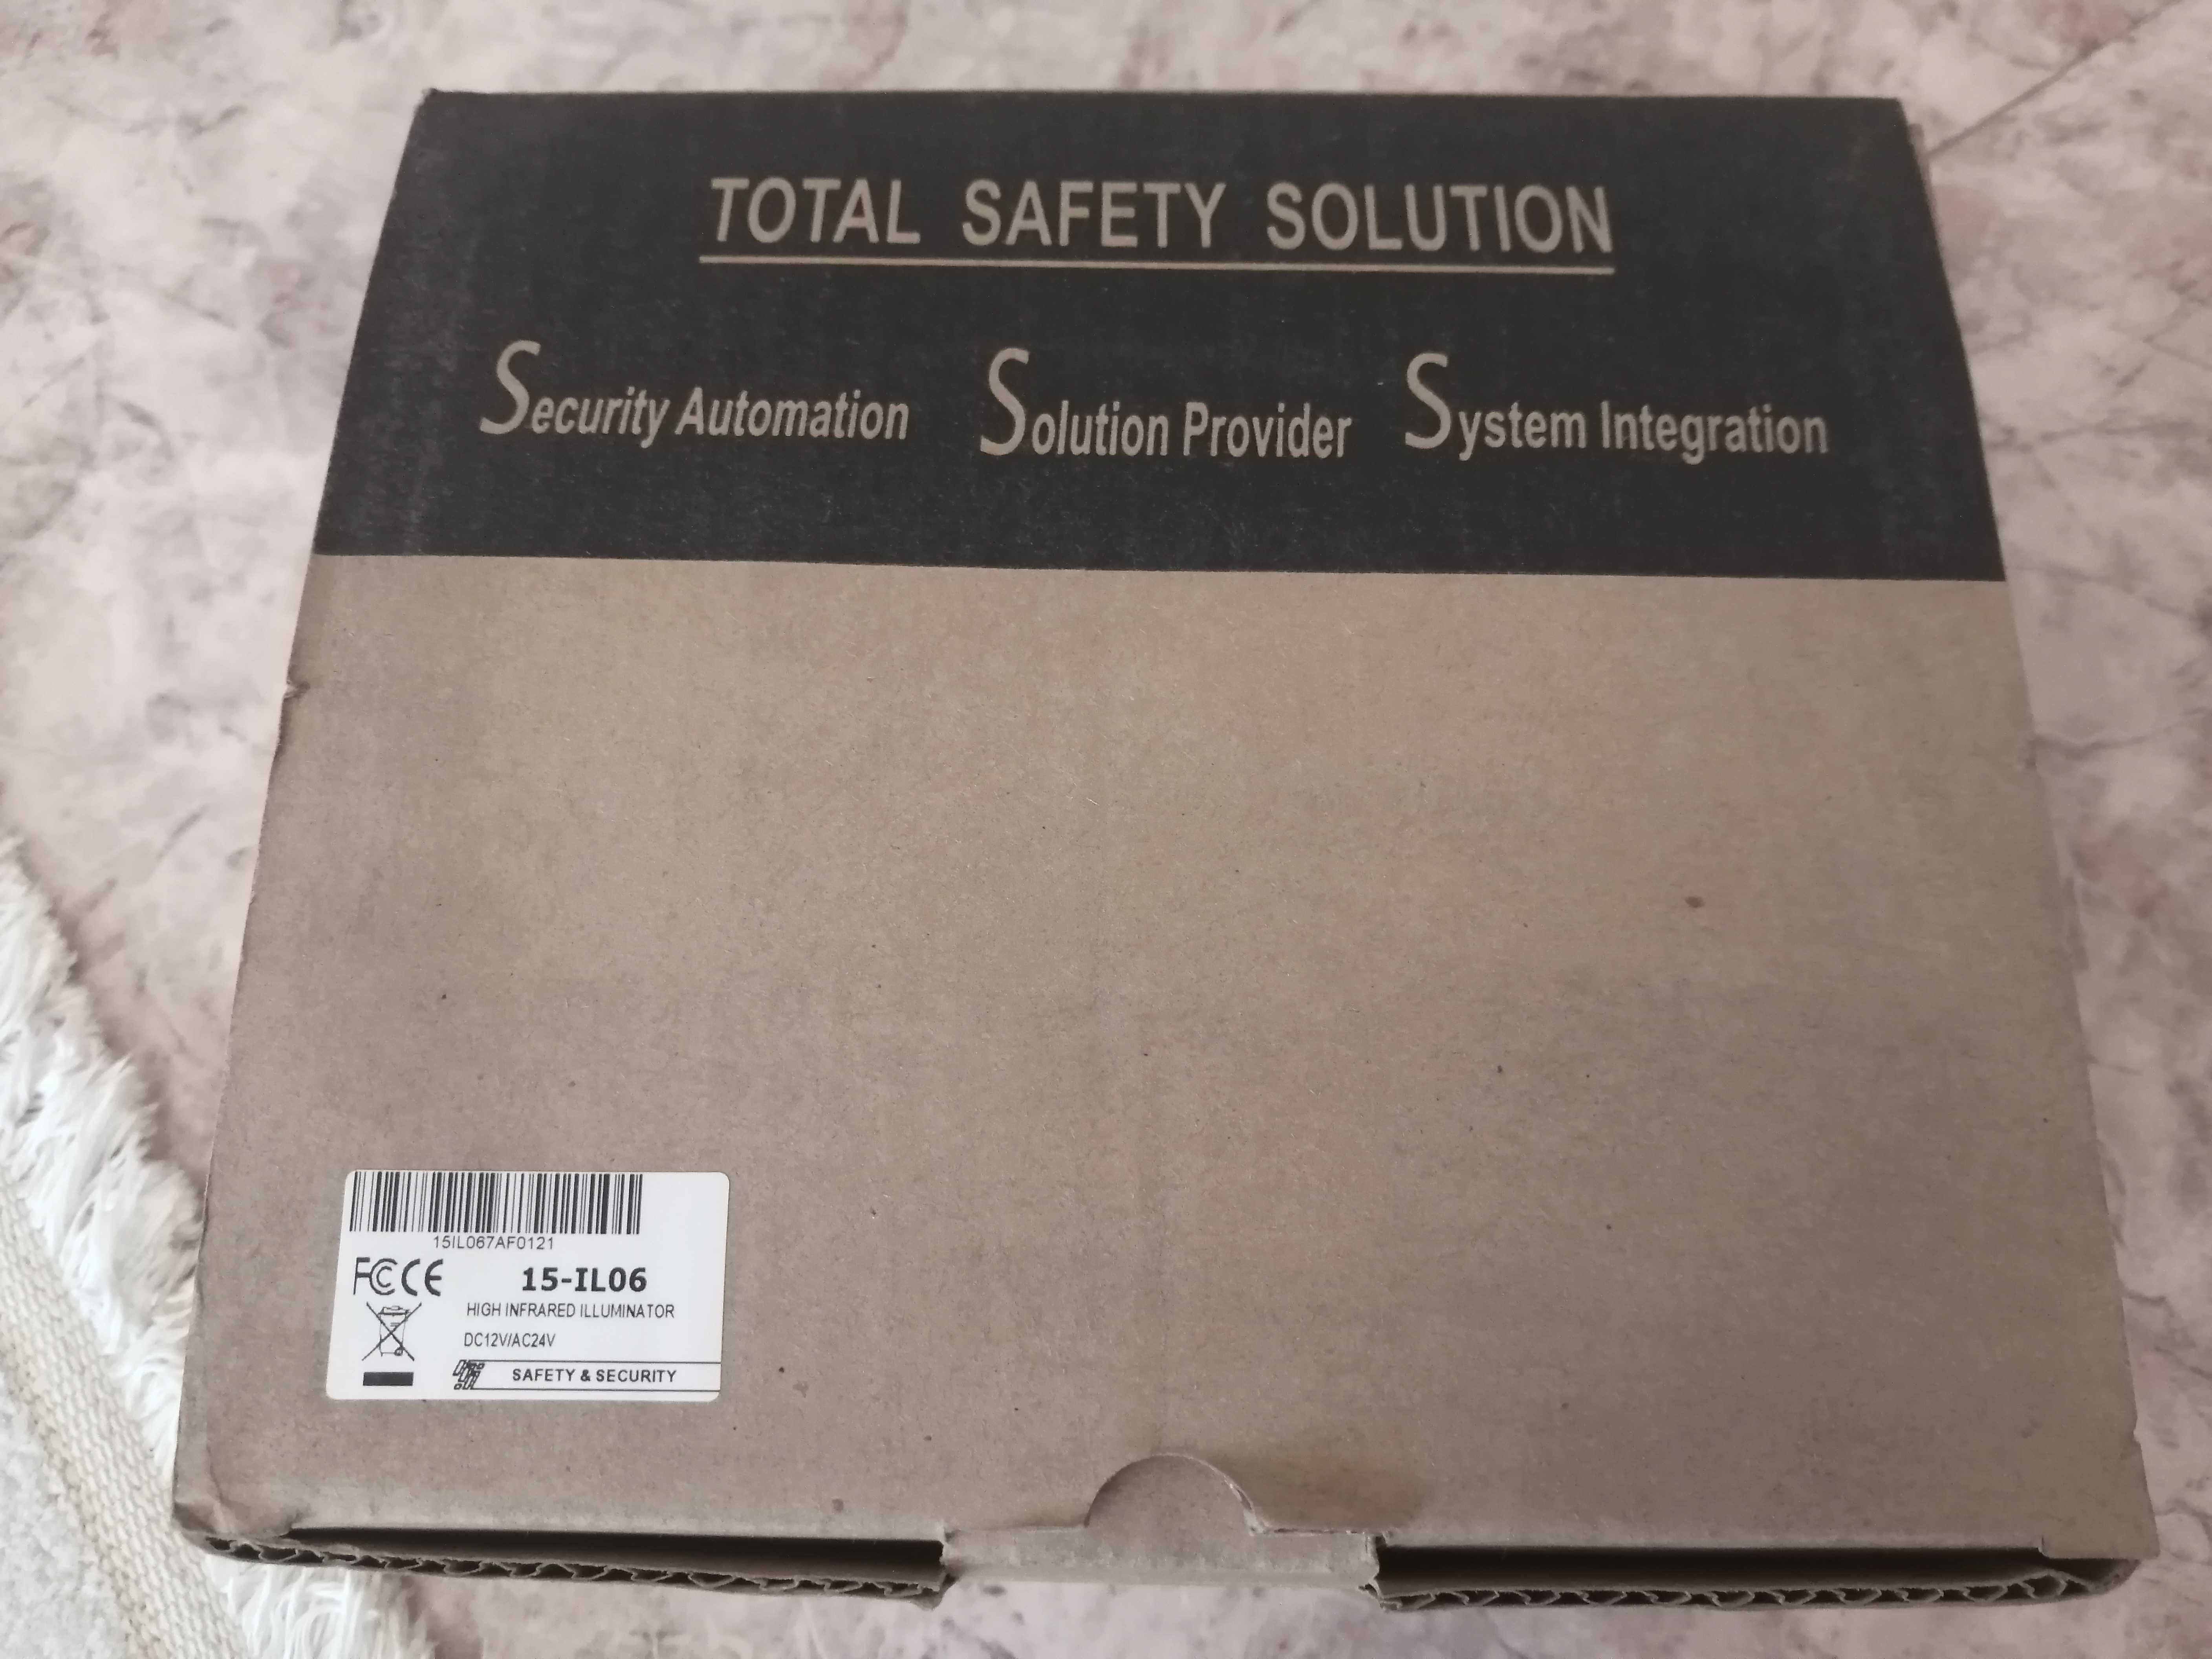 TOTAL SAFETY SOLUTION
Security Automation Solution Provider System Integration
15IL067AF0121
FCC CE 15-IL06
HIGH INFRARED ILLUMINATOR
DC12V/AC24V
SAFETY & SECURITY